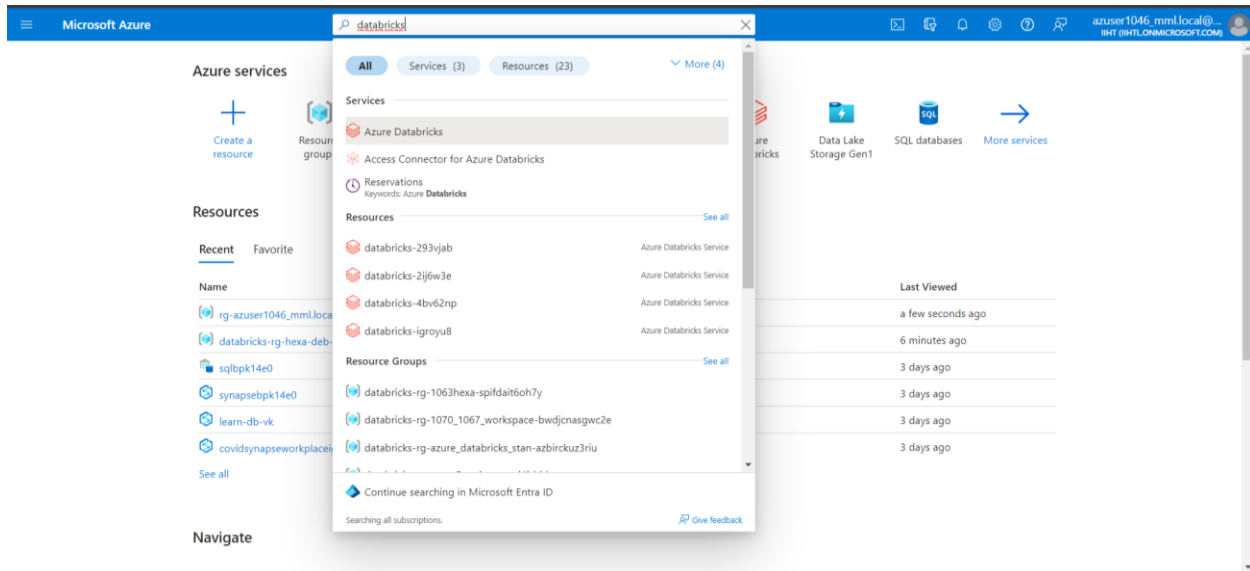 Microsoft Azure
databricks
azuser1046_mml.local@...
IIHT (IIHTL.ONMICROSOFT.COM)
Azure services
Create a resource
Resour
group
All
Services (3)
Resources (23)
More (4)
Services
Azure Databricks
Access Connector for Azure Databricks
Reservations
Keywords: Azure Databricks
Resources
See all
databricks-293vjab
Azure Databricks Service
databricks-2ij6w3e
Azure Databricks Service
databricks-4bv62np
Azure Databricks Service
databricks-igroyu8
Azure Databricks Service
Resource Groups
See all
databricks-rg-1063hexa-spifdait6oh7y
databricks-rg-1070_1067_workspace-bwdjcnasgwc2e
databricks-rg-azure_databricks_stan-azbirckuz3riu
Continue searching in Microsoft Entra ID
Searching all subscriptions.
Give feedback
ure
bricks
Data Lake
Storage Gen1
SQL
SQL databases
More services
Resources
Recent
Favorite
Name
Last Viewed
rg-azuser1046_mml.loca
a few seconds ago
databricks-rg-hexa-deb-
6 minutes ago
sqlbpk14e0
3 days ago
synapsebpk14e0
3 days ago
learn-db-vk
3 days ago
covidsynapseworkplacei
3 days ago
See all
Navigate